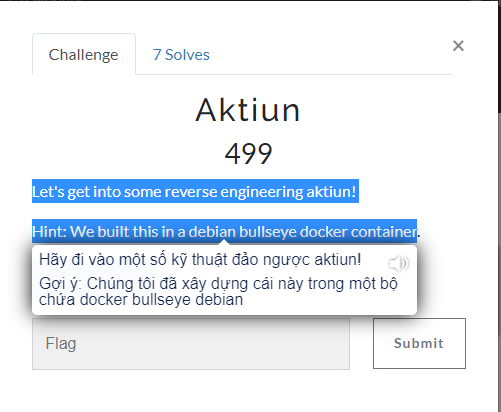 Challenge
7 Solves
×
Aktiun
499
Let's get into some reverse engineering aktiun!
Hint: We built this in a debian bullseye docker container.
Hãy đi vào một số kỹ thuật đảo ngược aktiun!
Gợi ý: Chúng tôi đã xây dựng cái này trong một bộ
chứa docker bullseye debian
Flag
Submit